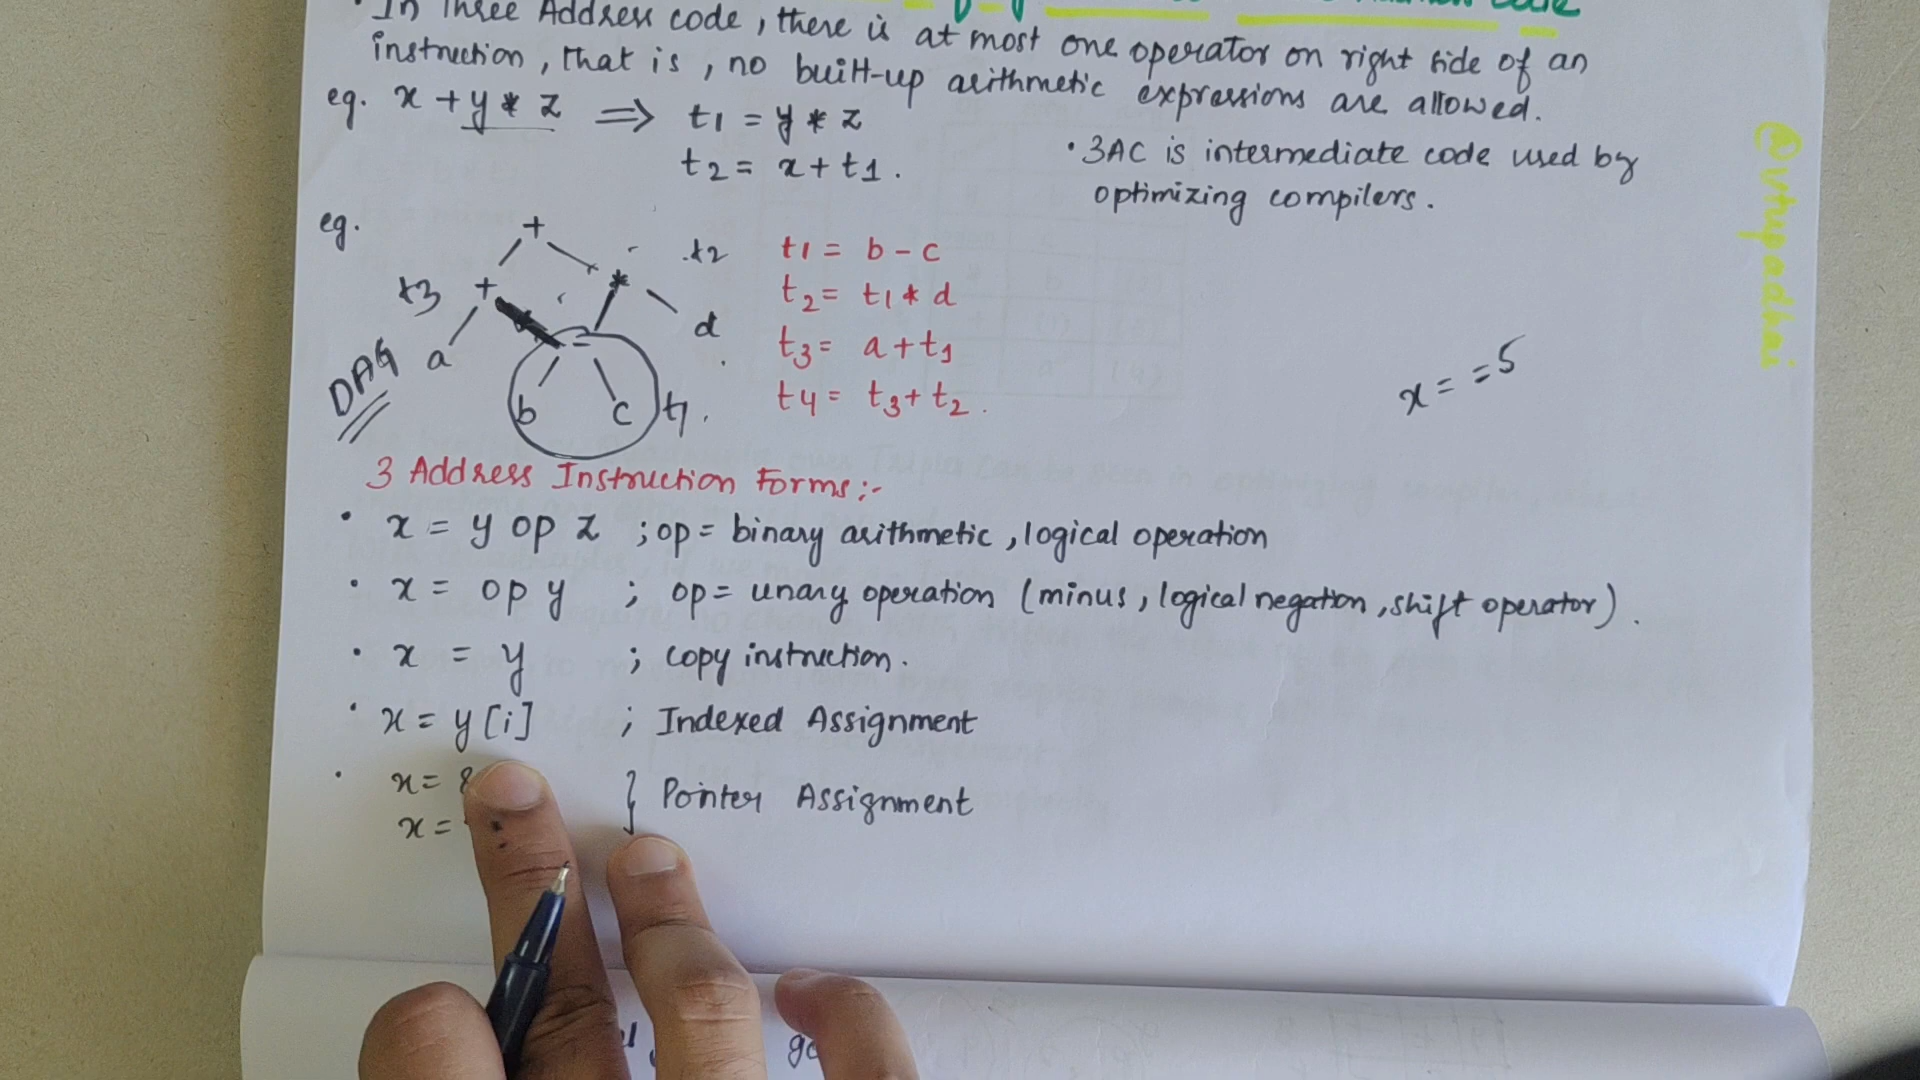 • In Three Address code, there is at most one operator on right side of an
instruction, that is, no built-up arithmetic expressions are allowed.
eg. x + y * z ⇒ t1 = y * z
t2 = x + t1.
• 3AC is intermediate code used by
optimizing compilers.
@vtupadhai
eg.
+
t3 + * t2
a - d
b c t1.
DAG
t1 = b - c
t2 = t1 * d
t3 = a + t1
t4 = t3 + t2.
x = = 5
3 Address Instruction Forms :-
• x = y op z ; op = binary arithmetic, logical operation
• x = op y ; op = unary operation (minus, logical negation, shift operator).
• x = y ; copy instruction.
• x = y [i] ; Indexed Assignment
• x =
x =
} Pointer Assignment